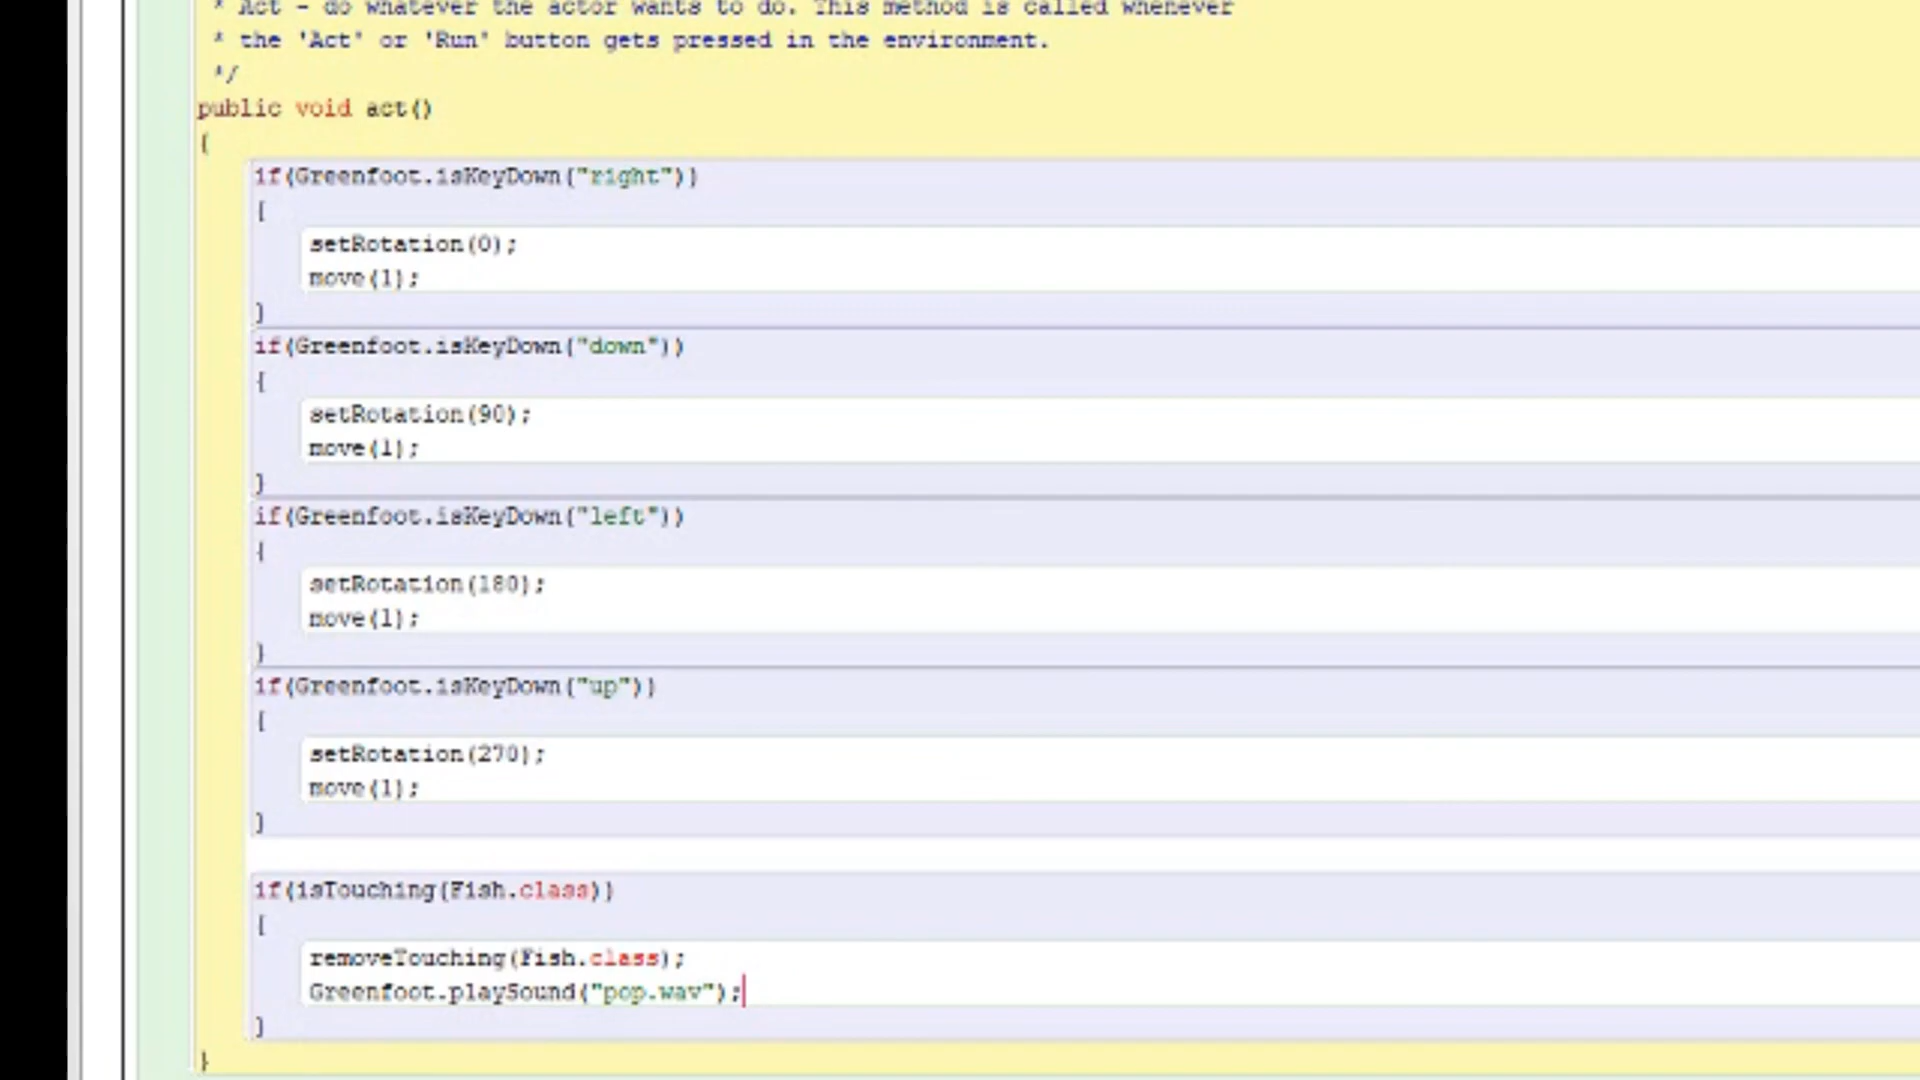 * Act - do whatever the actor wants to do. This method is called whenever
* the 'Act' or 'Run' button gets pressed in the environment.
*/
public void act()
{
if(Greenfoot.isKeyDown("right"))
{
setRotation(0);
move(1);
}
if(Greenfoot.isKeyDown("down"))
{
setRotation(90);
move(1);
}
if(Greenfoot.isKeyDown("left"))
{
setRotation(180);
move(1);
}
if(Greenfoot.isKeyDown("up"))
{
setRotation(270);
move(1);
}
if(isTouching(Fish.class))
{
removeTouching(Fish.class);
Greenfoot.playSound("pop.wav");
}
}